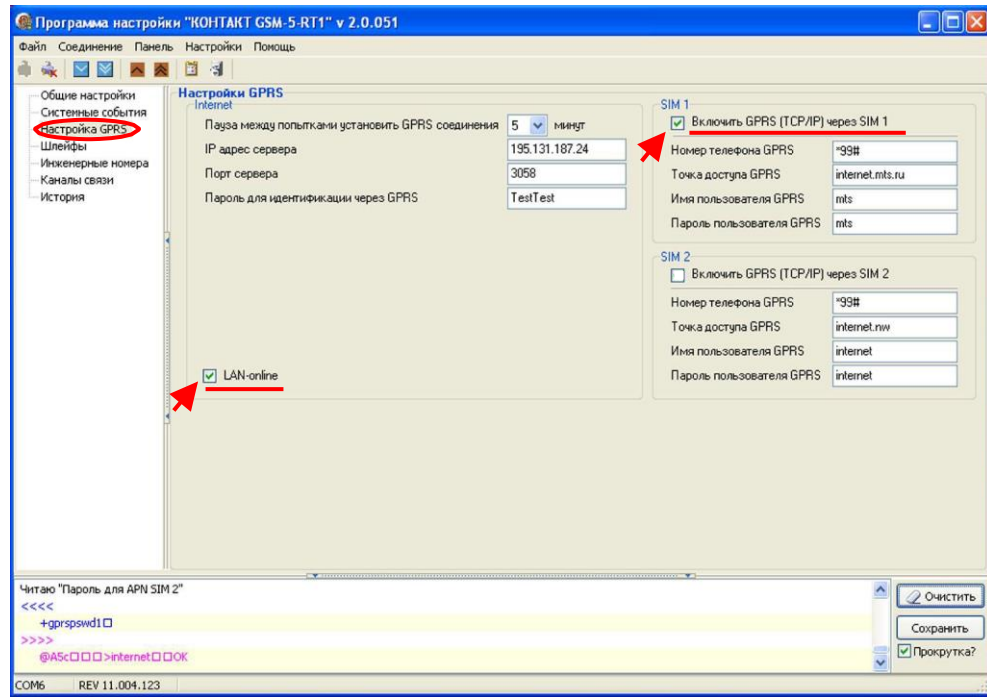 Программа настройки "КОНТАКТ GSM-5-RT1" v 2.0.051
Файл Соединение Панель Настройки Помощь
Общие настройки
Системные события
Настройка GPRS
Шлейфы
Инженерные номера
Каналы связи
История
Настройки GPRS
Internet
Пауза между попытками установить GPRS соединения 5 минут
IP адрес сервера 195.131.187.24
Порт сервера 3058
Пароль для идентификации через GPRS TestTest
LAN-online
SIM 1
Включить GPRS (TCP/IP) через SIM 1
Номер телефона GPRS *99#
Точка доступа GPRS internet.mts.ru
Имя пользователя GPRS mts
Пароль пользователя GPRS mts
SIM 2
Включить GPRS (TCP/IP) через SIM 2
Номер телефона GPRS *99#
Точка доступа GPRS internet.nw
Имя пользователя GPRS internet
Пароль пользователя GPRS internet
Читаю "Пароль для APN SIM 2"
<<<<
+gprspswd1□
>>>>
@A5c□□□>internet□□OK
Очистить
Сохранить
Прокрутка?
COM6 REV 11.004.123